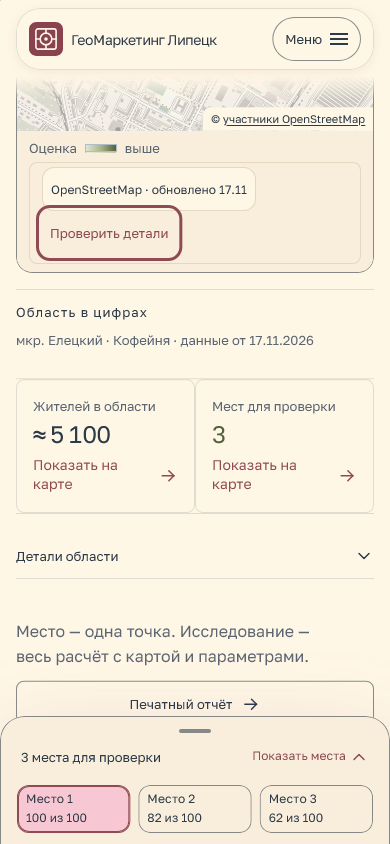 ГеоМаркетинг Липецк
Меню
© участники OpenStreetMap
Оценка выше
OpenStreetMap · обновлено 17.11
Проверить детали
Область в цифрах
мкр. Елецкий · Кофейня · данные от 17.11.2026
Жителей в области
≈ 5 100
Показать на
карте
Мест для проверки
3
Показать на
карте
Детали области
Место — одна точка. Исследование —
весь расчёт с картой и параметрами.
Печатный отчёт
3 места для проверки
Показать места
Место 1
100 из 100
Место 2
82 из 100
Место 3
62 из 100